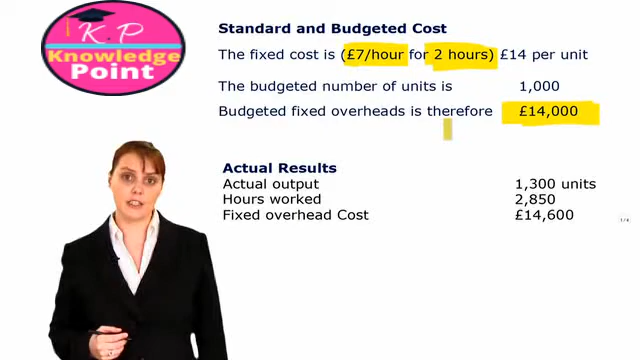 K.P
Knowledge
Point
Standard and Budgeted Cost
The fixed cost is (£7/hour for 2 hours) £14 per unit
The budgeted number of units is 1,000
Budgeted fixed overheads is therefore £14,000
Actual Results
Actual output 1,300 units
Hours worked 2,850
Fixed overhead Cost £14,600